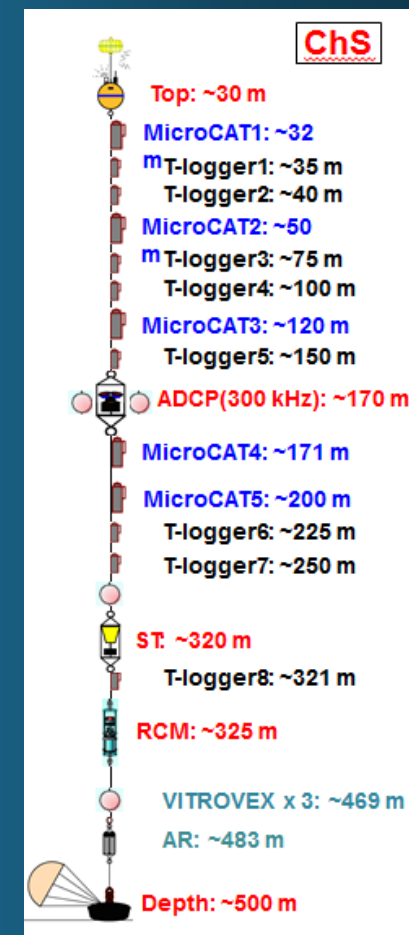 ChS
Top: ~30 m
MicroCAT1: ~32
m
T-logger1: ~35 m
T-logger2: ~40 m
MicroCAT2: ~50
m
T-logger3: ~75 m
T-logger4: ~100 m
MicroCAT3: ~120 m
T-logger5: ~150 m
ADCP(300 kHz): ~170 m
MicroCAT4: ~171 m
MicroCAT5: ~200 m
T-logger6: ~225 m
T-logger7: ~250 m
ST: ~320 m
T-logger8: ~321 m
RCM: ~325 m
VITROVEX x 3: ~469 m
AR: ~483 m
Depth: ~500 m